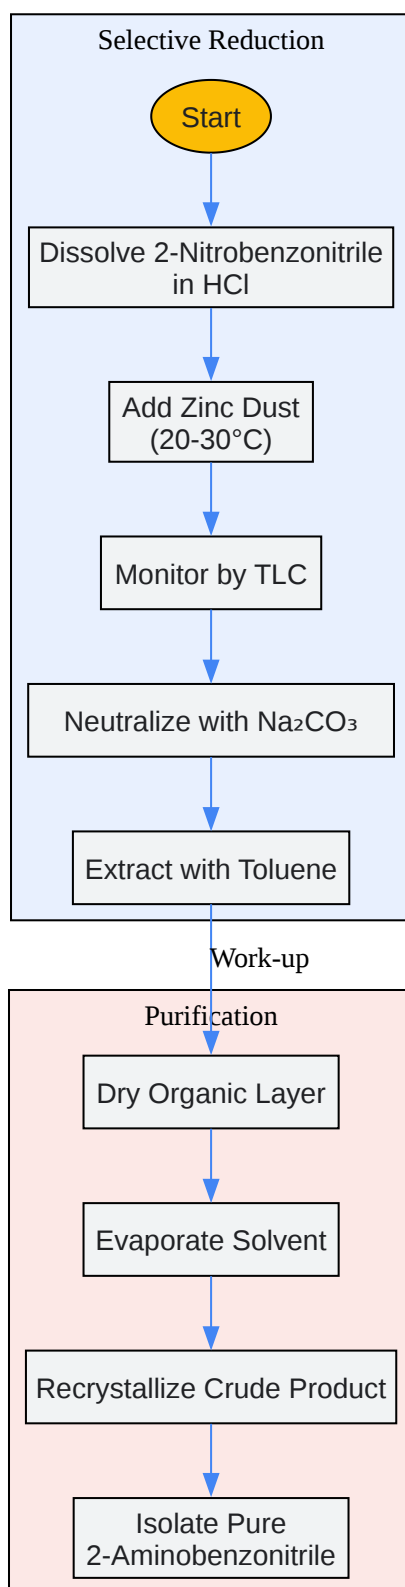 Selective Reduction
Start
Dissolve 2-Nitrobenzonitrile
in HCl
Add Zinc Dust
(20-30°C)
Monitor by TLC
Neutralize with Na₂CO₃
Extract with Toluene
Work-up
Purification
Dry Organic Layer
Evaporate Solvent
Recrystallize Crude Product
Isolate Pure
2-Aminobenzonitrile